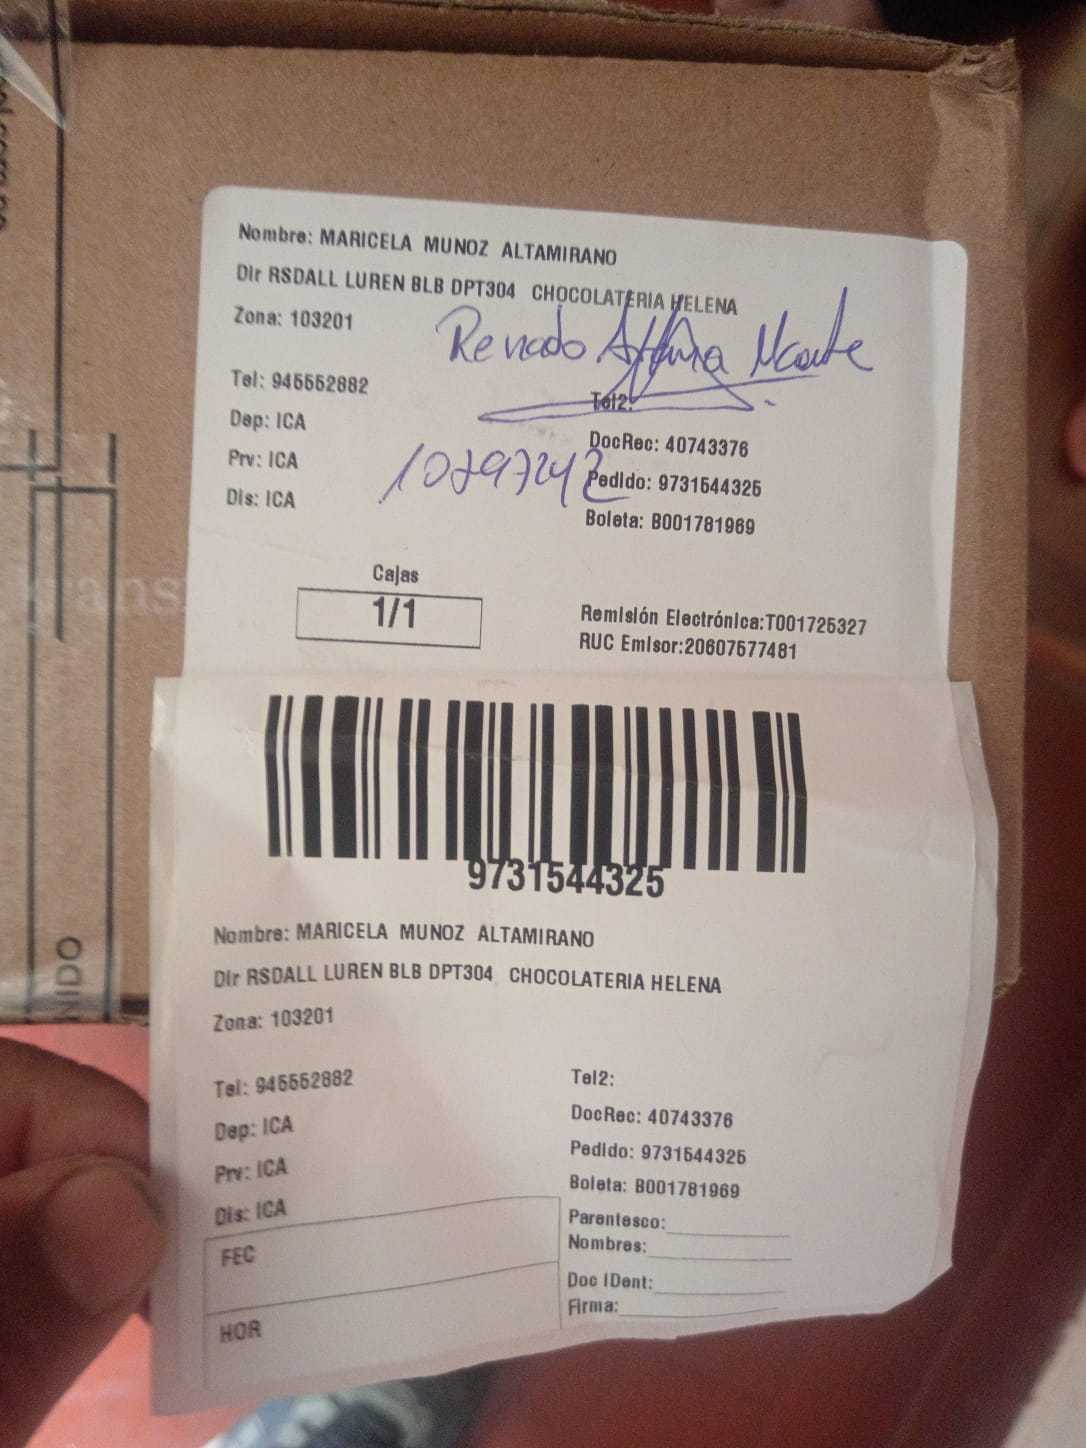 Nombre: MARICELA MUNOZ ALTAMIRANO
Dir RSDALL LUREN BLB DPT304 CHOCOLATERIA HELENA
Zona: 103201
Tel: 945552882
Tel2:
Dep: ICA
DocRec: 40743376
Prv: ICA
Pedido: 9731544325
Dis: ICA
Boleta: B001781969
Cajas
1/1
Remisión Electrónica:T001725327
RUC Emisor:20607577481
9731544325
Nombre: MARICELA MUNOZ ALTAMIRANO
Dir RSDALL LUREN BLB DPT304 CHOCOLATERIA HELENA
Zona: 103201
Tel: 945552882
Tel2:
Dep: ICA
DocRec: 40743376
Prv: ICA
Pedido: 9731544325
Dis: ICA
Boleta: B001781969
FEC
Parentesco:
Nombres:
Doc IDent:
HOR
Firma:
NIDO